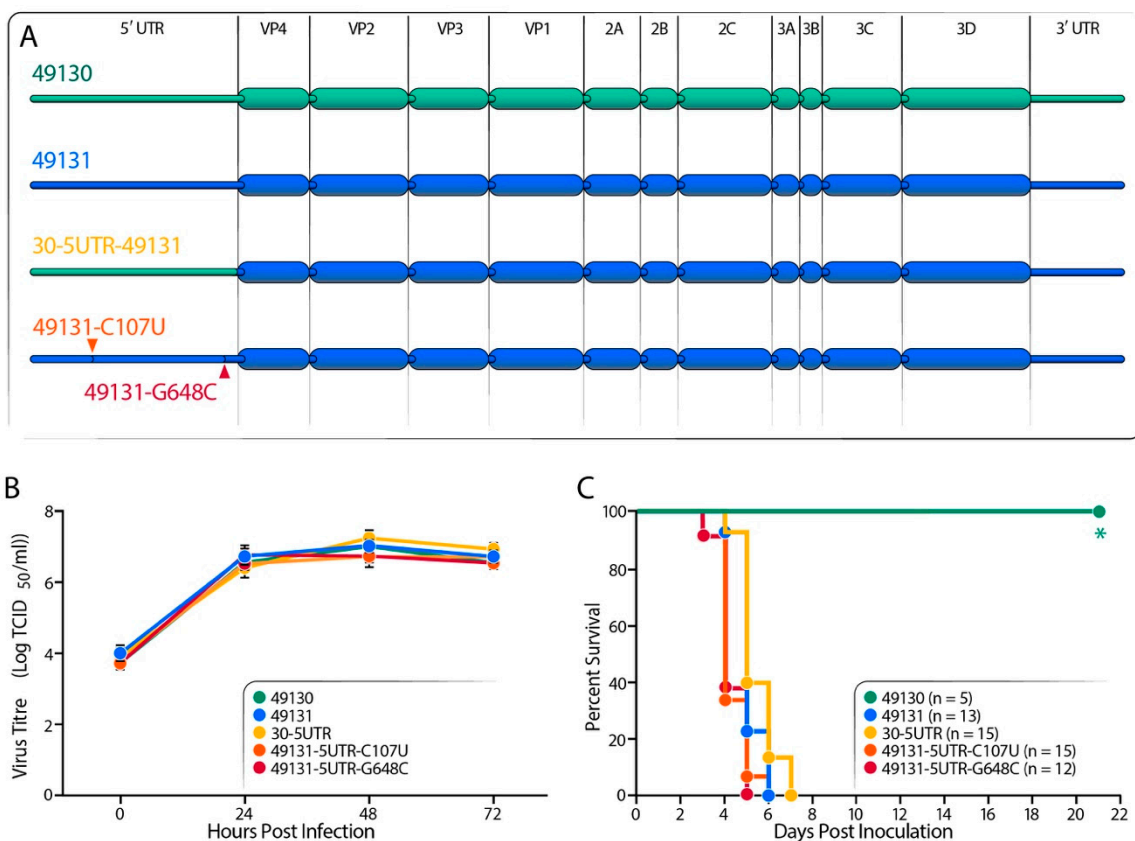 A
5′ UTR VP4 VP2 VP3 VP1 2A 2B 2C 3A 3B 3C 3D 3′ UTR
49130
49131
30-5UTR-49131
49131-C107U
49131-G648C
B
Virus Titre (Log TCID 50/ml))
8
6
4
2
0
0 24 48 72
Hours Post Infection
49130
49131
30-5UTR
49131-5UTR-C107U
49131-5UTR-G648C
C
Percent Survival
100
80
60
40
20
0
0 2 4 6 8 10 12 14 16 18 20 22
Days Post Inoculation
*
49130 (n = 5)
49131 (n = 13)
30-5UTR (n = 15)
49131-5UTR-C107U (n = 15)
49131-5UTR-G648C (n = 12)